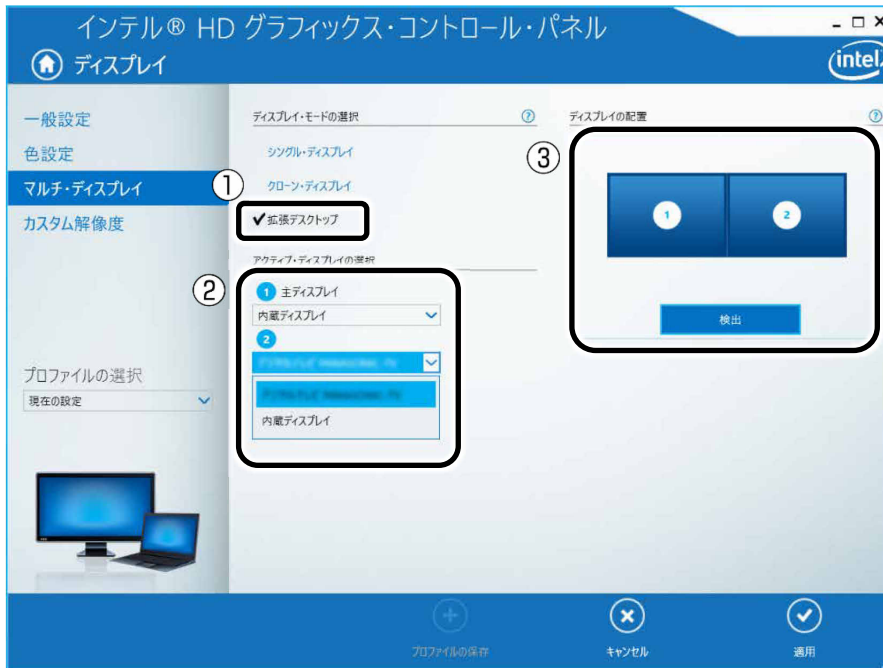 インテル® HD グラフィックス・コントロール・パネル
ディスプレイ
intel
一般設定
色設定
マルチ・ディスプレイ
カスタム解像度
プロファイルの選択
現在の設定
ディスプレイ・モードの選択
?
シングル・ディスプレイ
クローン・ディスプレイ
①
拡張デスクトップ
アクティブ・ディスプレイの選択
②
1 主ディスプレイ
内蔵ディスプレイ
2
内蔵ディスプレイ
ディスプレイの配置
?
③
1 2
検出
プロファイルの保存
キャンセル
適用